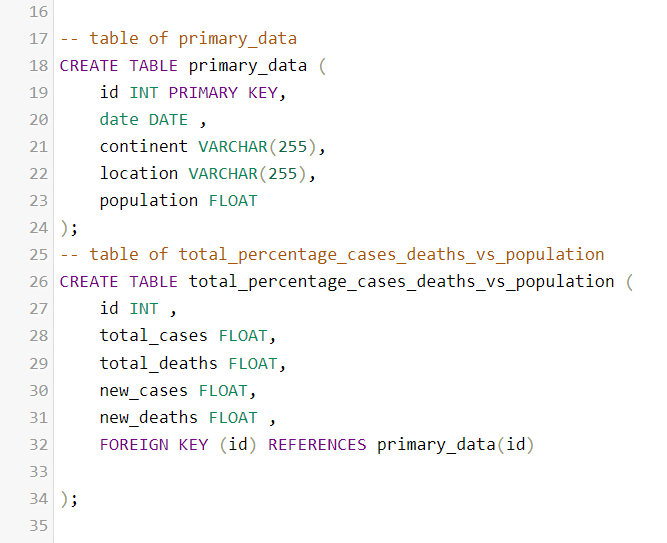 16
17 -- table of primary_data
18 CREATE TABLE primary_data (
19 id INT PRIMARY KEY,
20 date DATE ,
21 continent VARCHAR(255),
22 location VARCHAR(255),
23 population FLOAT
24 );
25 -- table of total_percentage_cases_deaths_vs_population
26 CREATE TABLE total_percentage_cases_deaths_vs_population (
27 id INT ,
28 total_cases FLOAT,
29 total_deaths FLOAT,
30 new_cases FLOAT,
31 new_deaths FLOAT ,
32 FOREIGN KEY (id) REFERENCES primary_data(id)
33
34 );
35